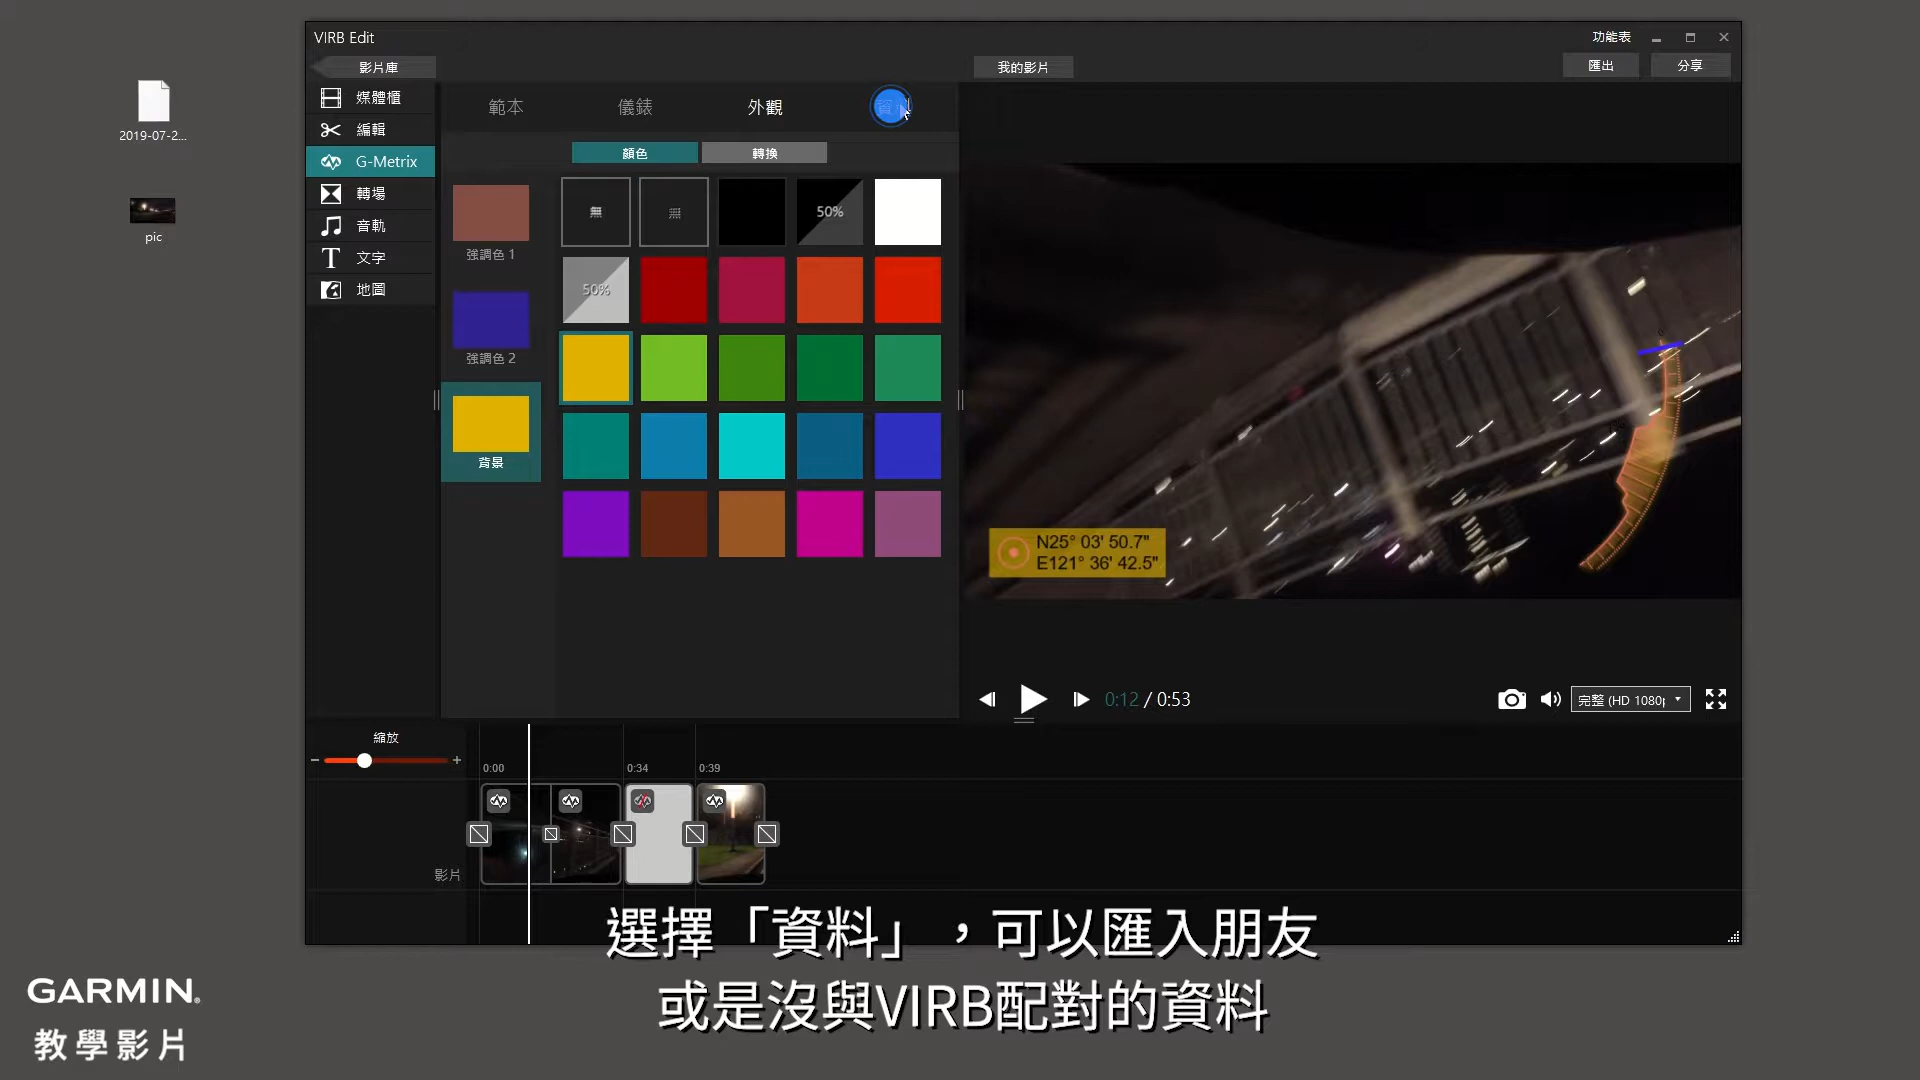 VIRB Edit
功能表
影片庫
我的影片
匯出
分享
媒體櫃
編輯
G-Metrix
轉場
音軌
文字
地圖
範本
儀錶
外觀
顏色
轉換
強調色 1
強調色 2
背景
無
無
50%
50%
2019-07-2...
pic
N25° 03' 50.7"
E121° 36' 42.5"
0:12 / 0:53
完整 (HD 1080p
縮放
0:00
0:34
0:39
影片
選擇「資料」，可以匯入朋友
或是沒與VIRB配對的資料
GARMIN.
教學影片